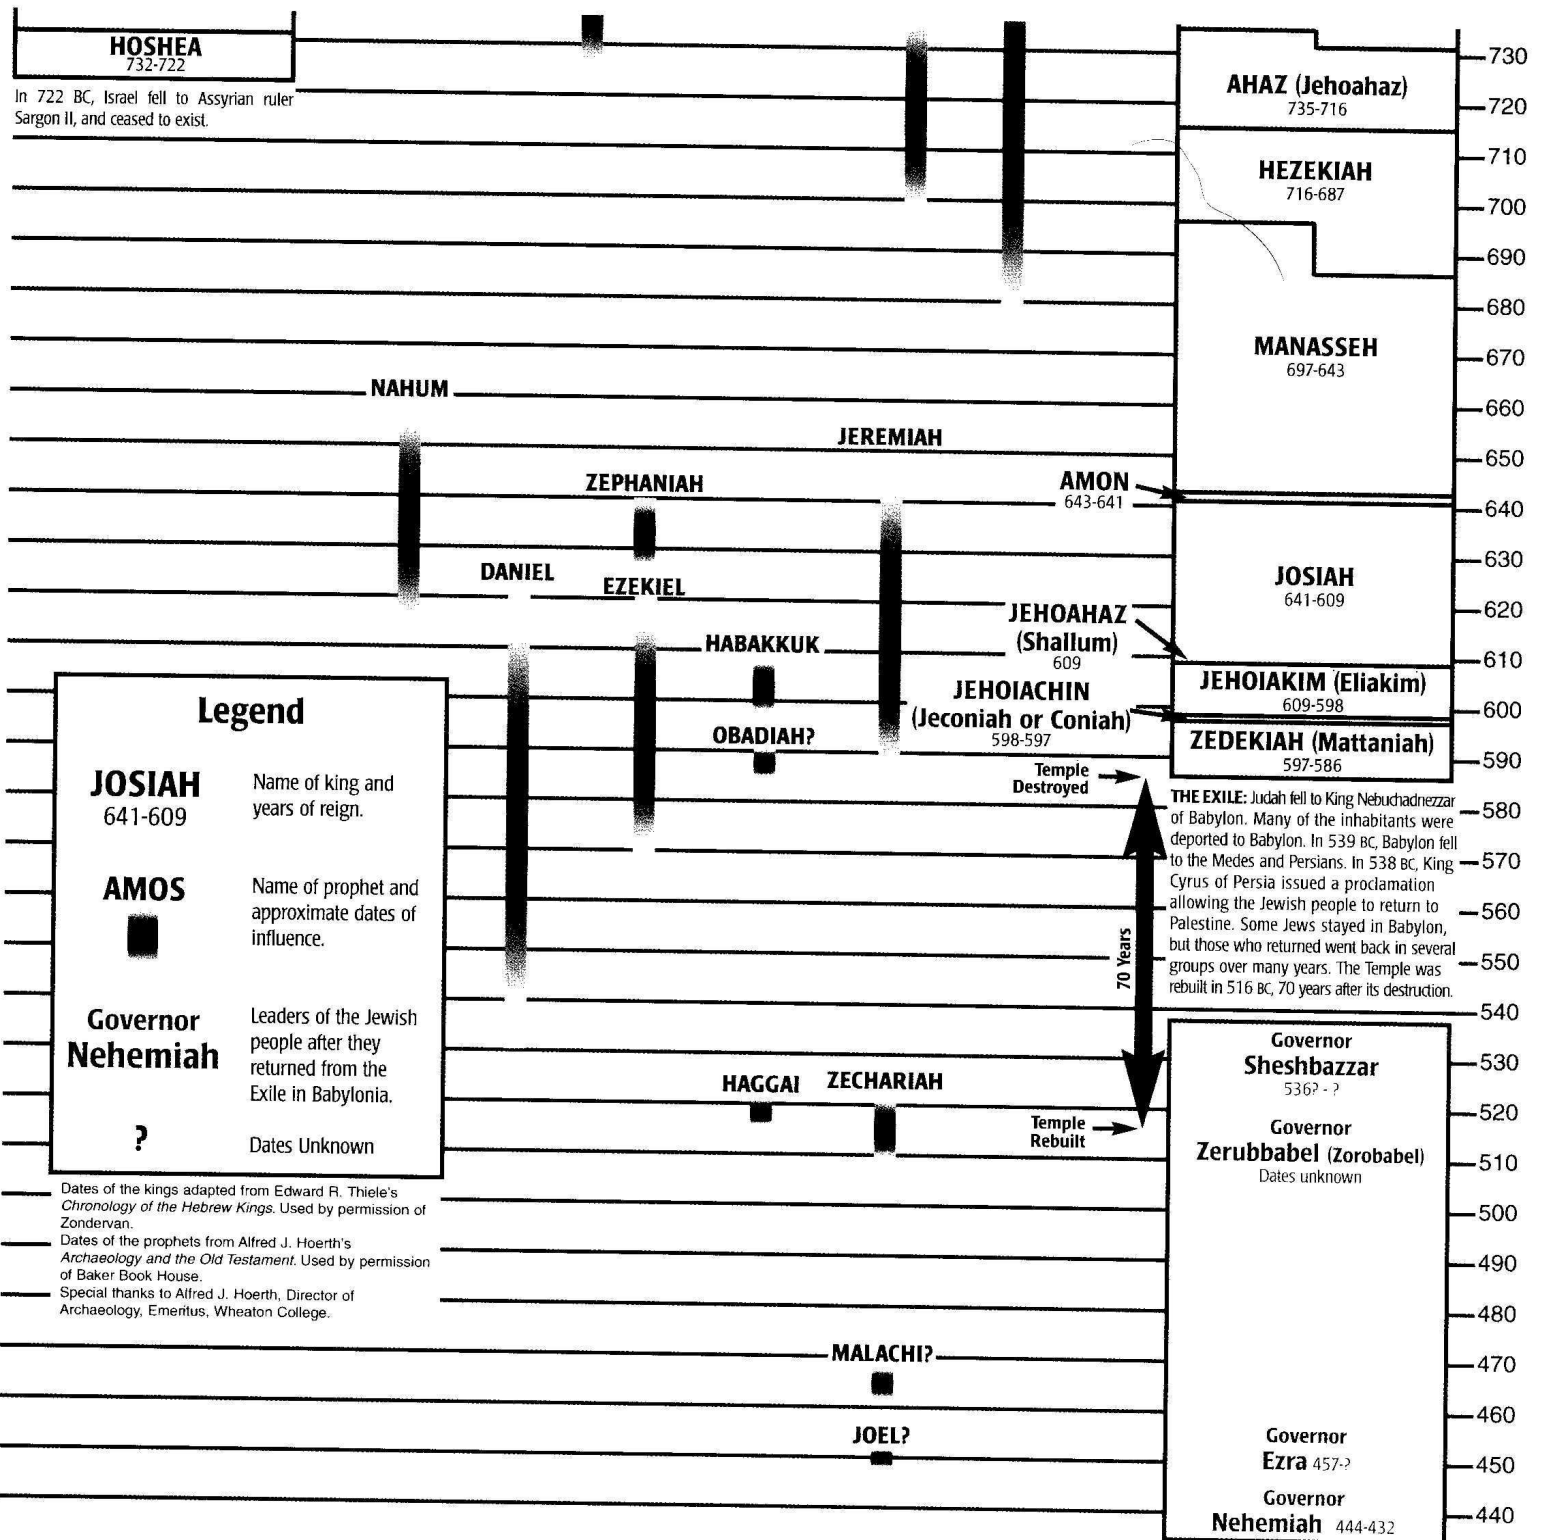 HOSHEA
732-722
In 722 BC, Israel fell to Assyrian ruler
Sargon II, and ceased to exist.
AHAZ (Jehoahaz)
735-716
HEZEKIAH
716-687
MANASSEH
697-643
NAHUM
JEREMIAH
ZEPHANIAH
AMON
643-641
DANIEL
EZEKIEL
JOSIAH
641-609
JEHOAHAZ
(Shallum)
609
HABAKKUK
JEHOIAKIM (Eliakim)
609-598
JEHOIACHIN
(Jeconiah or Coniah)
598-597
OBADIAH?
ZEDEKIAH (Mattaniah)
597-586
Temple
Destroyed
THE EXILE: Judah fell to King Nebuchadnezzar
of Babylon. Many of the inhabitants were
deported to Babylon. In 539 BC, Babylon fell
to the Medes and Persians. In 538 BC, King
Cyrus of Persia issued a proclamation
allowing the Jewish people to return to
Palestine. Some Jews stayed in Babylon,
but those who returned went back in several
groups over many years. The Temple was
rebuilt in 516 BC, 70 years after its destruction.
70 Years
HAGGAI
ZECHARIAH
Temple
Rebuilt
Governor
Sheshbazzar
536? - ?
Governor
Zerubbabel (Zorobabel)
Dates unknown
MALACHI?
JOEL?
Governor
Ezra 457-?
Governor
Nehemiah 444-432
Legend
JOSIAH
641-609
Name of king and
years of reign.
AMOS
Name of prophet and
approximate dates of
influence.
Governor
Nehemiah
Leaders of the Jewish
people after they
returned from the
Exile in Babylonia.
?
Dates Unknown
Dates of the kings adapted from Edward R. Thiele's
Chronology of the Hebrew Kings. Used by permission of
Zondervan.
Dates of the prophets from Alfred J. Hoerth's
Archaeology and the Old Testament. Used by permission
of Baker Book House.
Special thanks to Alfred J. Hoerth, Director of
Archaeology, Emeritus, Wheaton College.
730
720
710
700
690
680
670
660
650
640
630
620
610
600
590
580
570
560
550
540
530
520
510
500
490
480
470
460
450
440